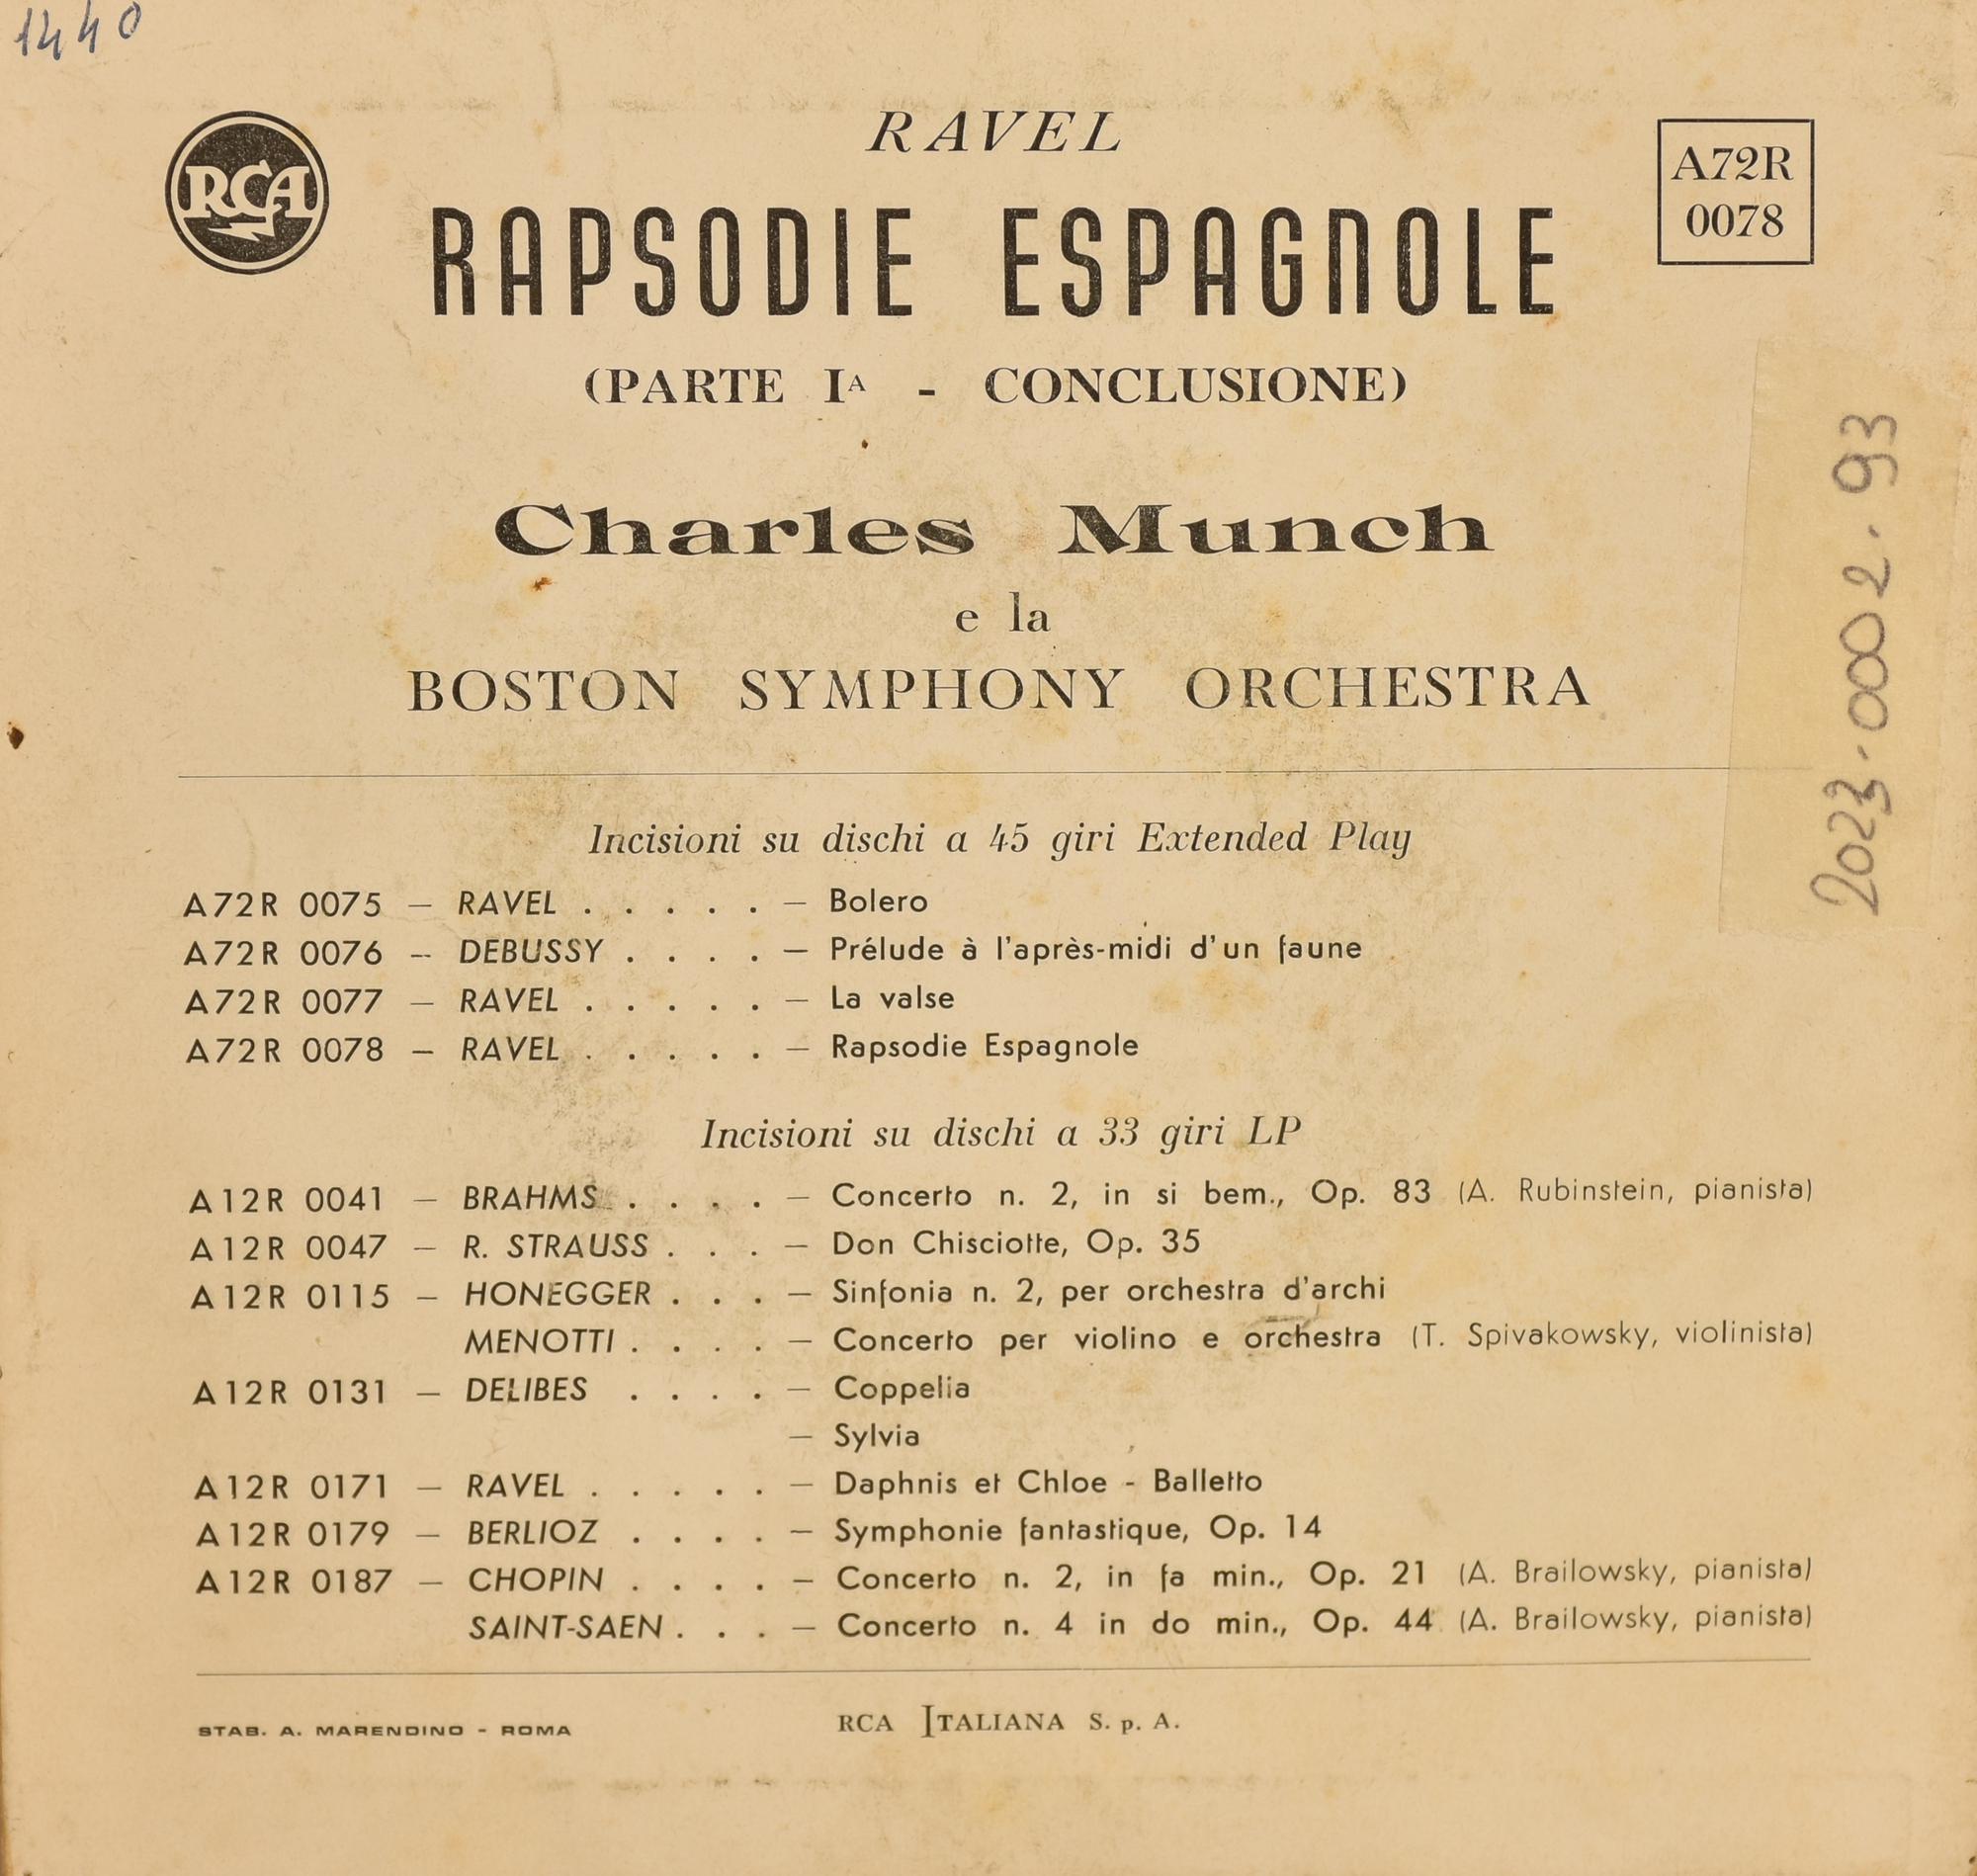 1440
RCA
RAVEL
A72R
0078
RAPSODIE ESPAGNOLE
(PARTE IA - CONCLUSIONE)
Charles Munch
e la
BOSTON SYMPHONY ORCHESTRA
2023.0002.93
Incisioni su dischi a 45 giri Extended Play
A72R 0075 — RAVEL . . . . . — Bolero
A72R 0076 -- DEBUSSY . . . . — Prélude à l'après-midi d'un faune
A72R 0077 — RAVEL . . . . . — La valse
A72R 0078 — RAVEL . . . . . — Rapsodie Espagnole
Incisioni su dischi a 33 giri LP
A12R 0041 — BRAHMS . . . . — Concerto n. 2, in si bem., Op. 83 (A. Rubinstein, pianista)
A12R 0047 — R. STRAUSS . . . — Don Chisciotte, Op. 35
A12R 0115 — HONEGGER . . . — Sinfonia n. 2, per orchestra d'archi
MENOTTI . . . . — Concerto per violino e orchestra (T. Spivakowsky, violinista)
A12R 0131 — DELIBES . . . . — Coppelia
— Sylvia
A12R 0171 — RAVEL . . . . . — Daphnis et Chloe - Balletto
A12R 0179 — BERLIOZ . . . . — Symphonie fantastique, Op. 14
A12R 0187 — CHOPIN . . . . — Concerto n. 2, in fa min., Op. 21 (A. Brailowsky, pianista)
SAINT-SAEN . . . — Concerto n. 4 in do min., Op. 44 (A. Brailowsky, pianista)
STAB. A. MARENDINO - ROMA
RCA ITALIANA S. p. A.